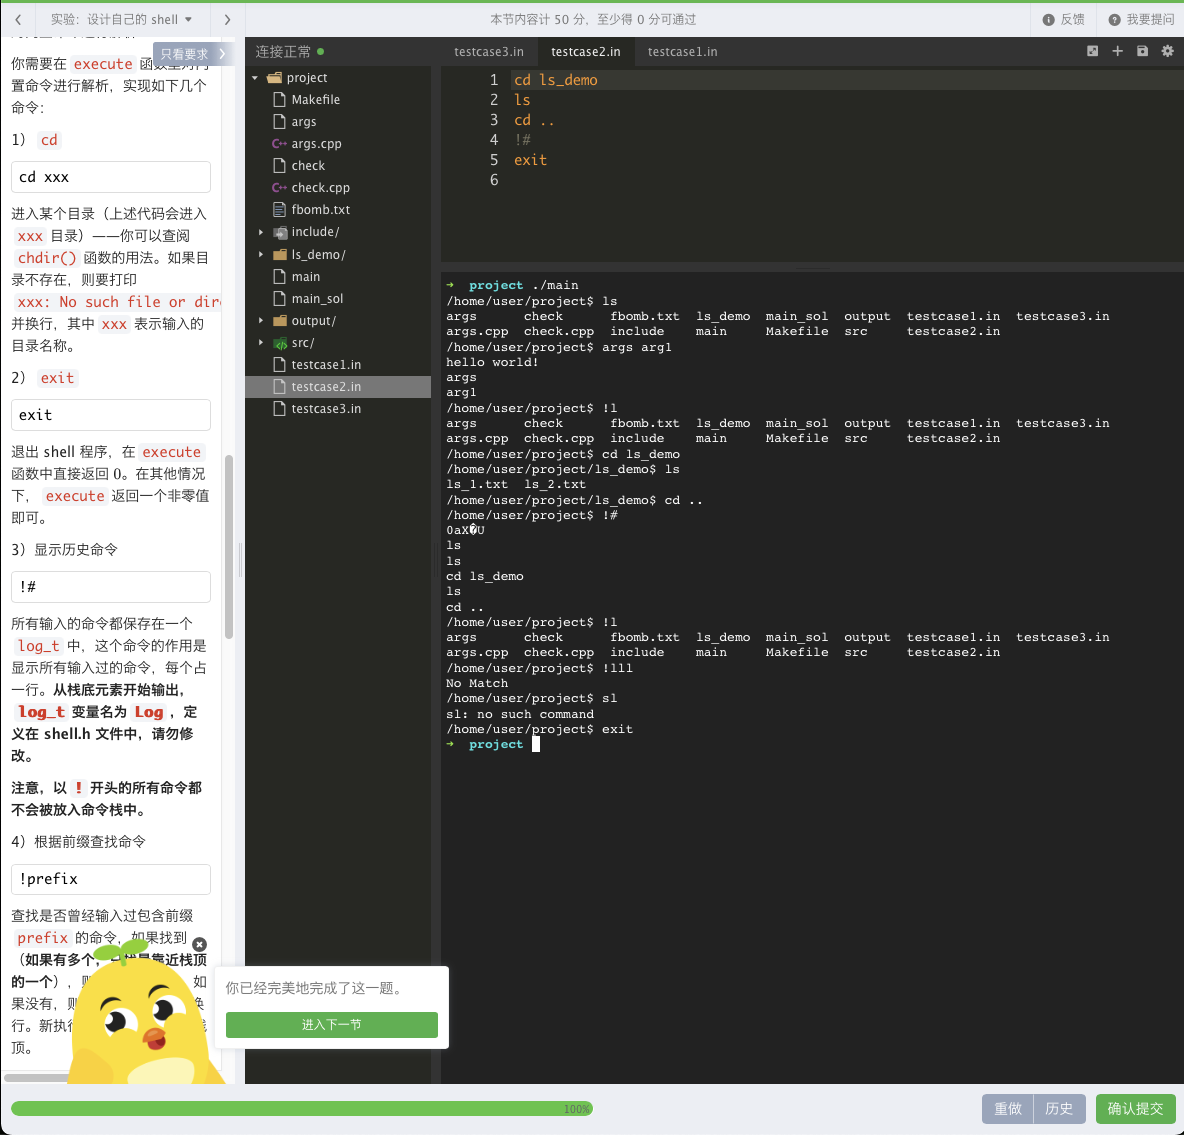 实验：设计自己的 shell
本节内容计 50 分，至少得 0 分可通过
反馈
我要提问
只看要求
你需要在 execute 函数里对内
置命令进行解析，实现如下几个
命令：
1） cd
cd xxx
进入某个目录（上述代码会进入
xxx 目录）——你可以查阅
chdir() 函数的用法。如果目
录不存在，则要打印
xxx: No such file or dire
并换行，其中 xxx 表示输入的
目录名称。
2） exit
exit
退出 shell 程序，在 execute
函数中直接返回 0。在其他情况
下， execute 返回一个非零值
即可。
3）显示历史命令
!#
所有输入的命令都保存在一个
log_t 中，这个命令的作用是
显示所有输入过的命令，每个占
一行。从栈底元素开始输出，
log_t 变量名为 Log ，定
义在 shell.h 文件中，请勿修
改。
注意，以 ! 开头的所有命令都
不会被放入命令栈中。
4）根据前缀查找命令
!prefix
查找是否曾经输入过包含前缀
prefix 的命令，如果找到
（如果有多个，只找最靠近栈顶
的一个），
如
果没有，
换
行。新执行
顶。
连接正常
project
Makefile
args
args.cpp
check
check.cpp
fbomb.txt
include/
ls_demo/
main
main_sol
output/
src/
testcase1.in
testcase2.in
testcase3.in
testcase3.in
testcase2.in
testcase1.in
1 cd ls_demo
2 ls
3 cd ..
4 !#
5 exit
6
➜ project ./main
/home/user/project$ ls
args check fbomb.txt ls_demo main_sol output testcase1.in testcase3.in
args.cpp check.cpp include main Makefile src testcase2.in
/home/user/project$ args arg1
hello world!
args
arg1
/home/user/project$ !l
args check fbomb.txt ls_demo main_sol output testcase1.in testcase3.in
args.cpp check.cpp include main Makefile src testcase2.in
/home/user/project$ cd ls_demo
/home/user/project/ls_demo$ ls
ls_1.txt ls_2.txt
/home/user/project/ls_demo$ cd ..
/home/user/project$ !#
0aX�U
ls
ls
cd ls_demo
ls
cd ..
/home/user/project$ !l
args check fbomb.txt ls_demo main_sol output testcase1.in testcase3.in
args.cpp check.cpp include main Makefile src testcase2.in
/home/user/project$ !lll
No Match
/home/user/project$ sl
sl: no such command
/home/user/project$ exit
➜ project
你已经完美地完成了这一题。
进入下一节
100%
重做
历史
确认提交